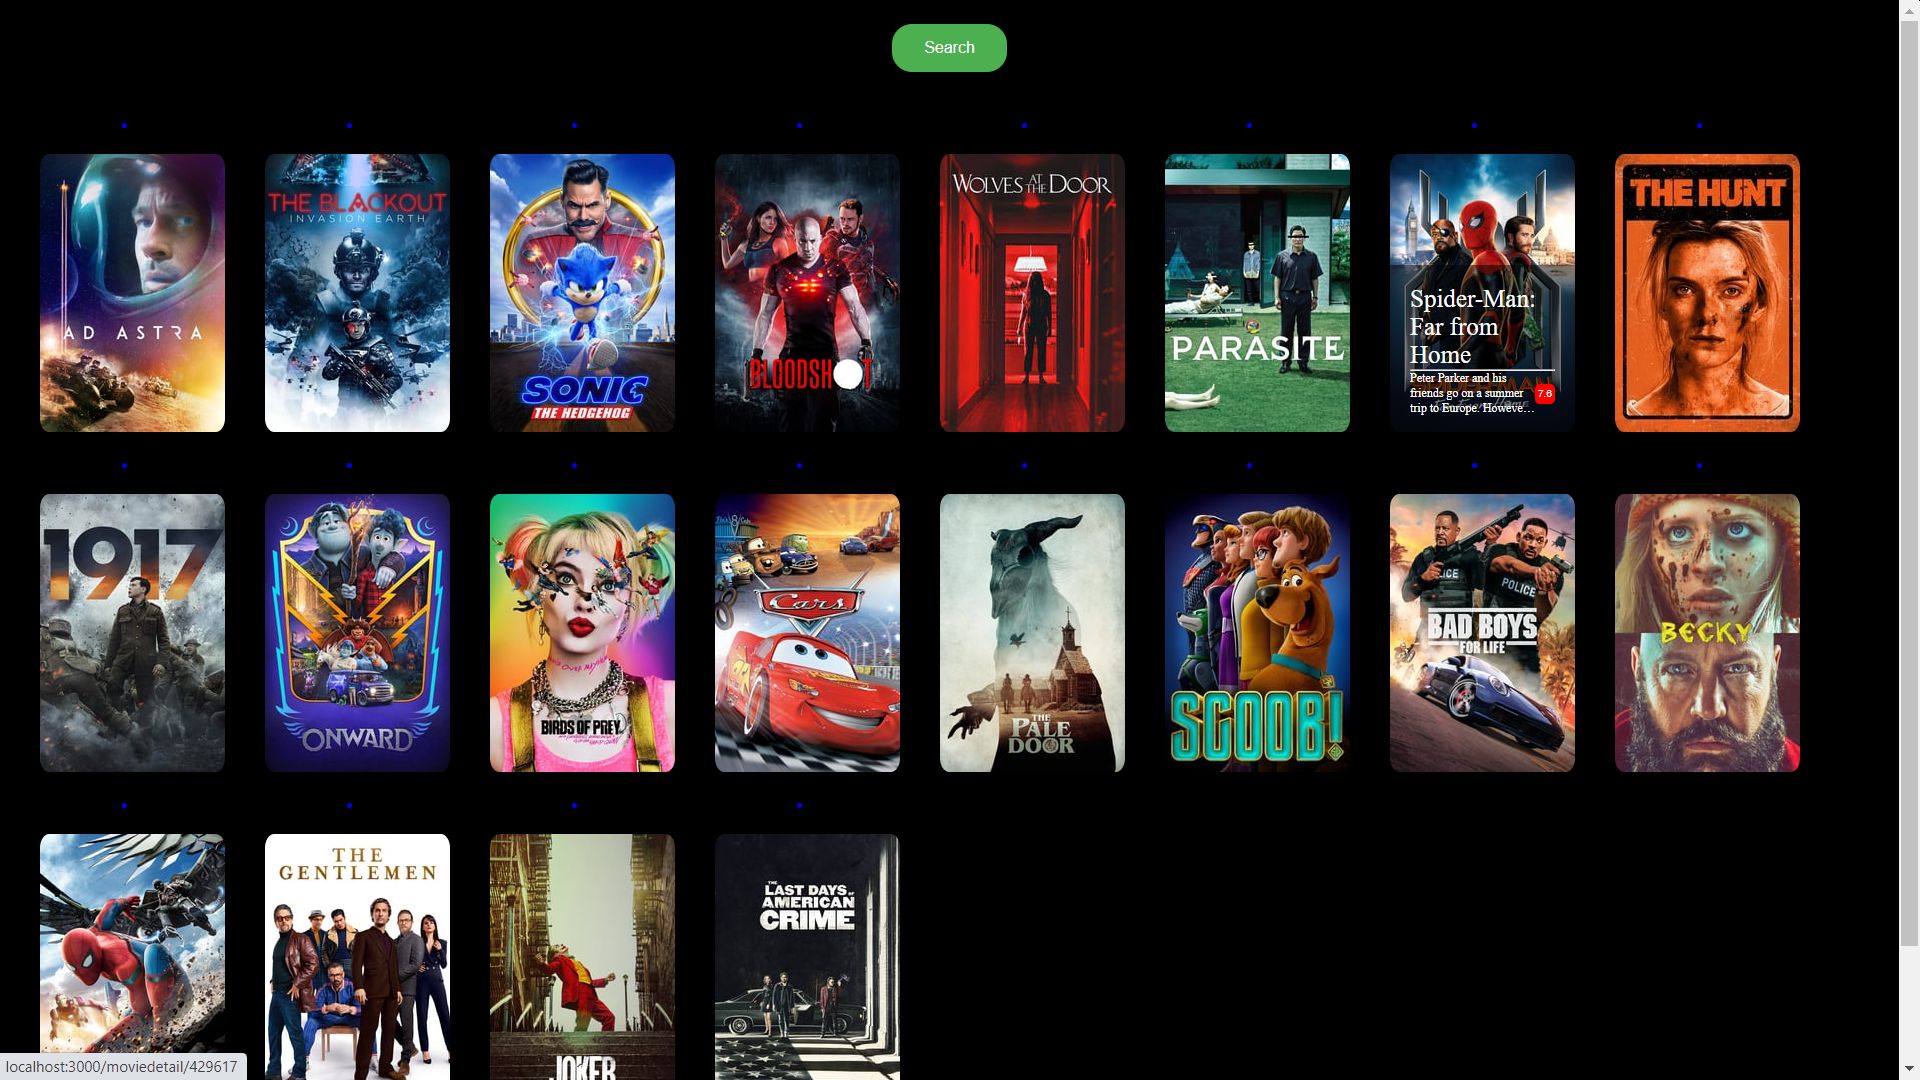 Search
AD ASTRA
THE BLACKOUT
INVASION EARTH
SONIC
THE HEDGEHOG
BLOODSHOT
WOLVES AT THE DOOR
PARASITE
Spider-Man:
Far from
Home
Peter Parker and his
friends go on a summer
trip to Europe. Howeve…
7.6
THE HUNT
1917
ONWARD
BIRDS OF PREY
Cars
THE
PALE
DOOR
SCOOB!
POLICE
BAD BOYS
FOR LIFE
BECKY
THE
GENTLEMEN
JOKER
THE
LAST DAYS OF
AMERICAN
CRIME
localhost:3000/moviedetail/429617